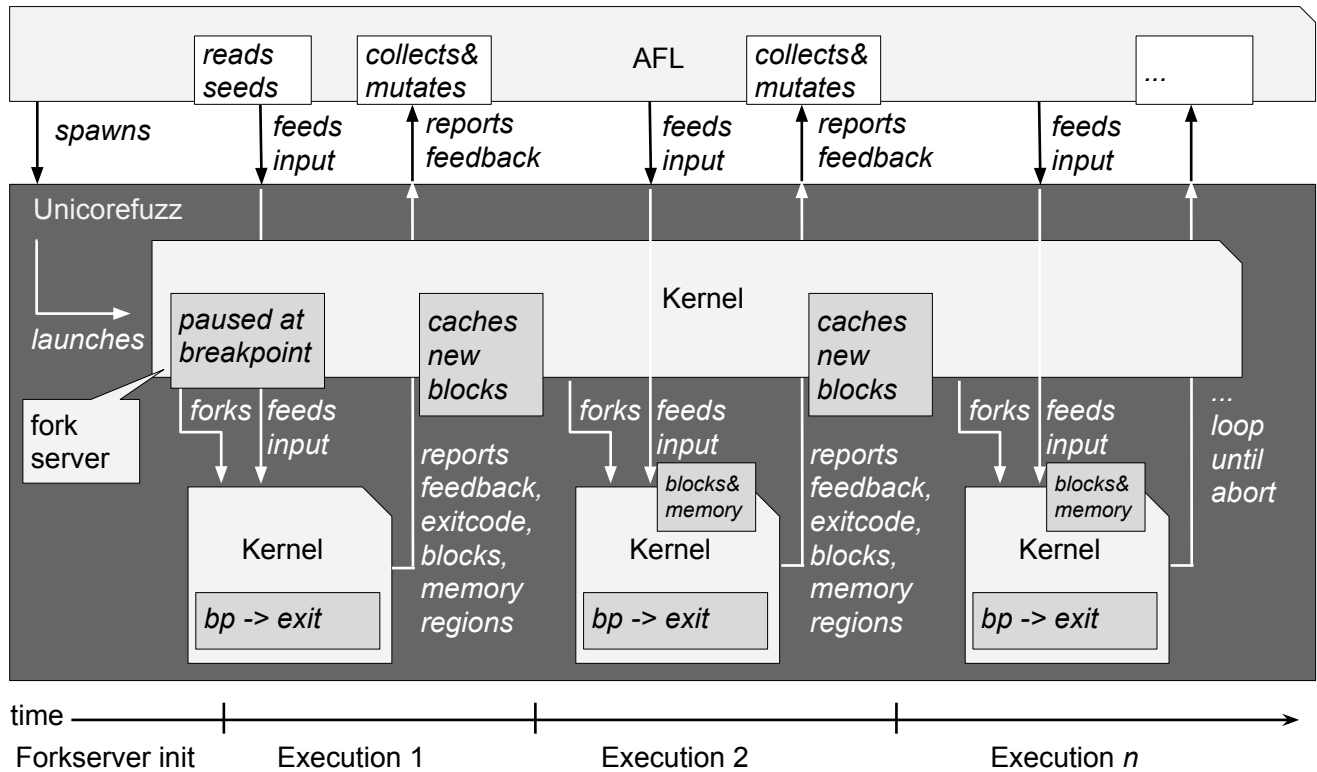 reads
seeds
collects&
mutates
AFL
collects&
mutates
...
spawns
feeds
input
reports
feedback
feeds
input
reports
feedback
feeds
input
Unicorefuzz
launches
Kernel
paused at
breakpoint
caches
new
blocks
caches
new
blocks
fork
server
forks
feeds
input
reports
feedback,
exitcode,
blocks,
memory
regions
forks
feeds
input
reports
feedback,
exitcode,
blocks,
memory
regions
forks
feeds
input
...
loop
until
abort
Kernel
bp -> exit
blocks&
memory
Kernel
bp -> exit
blocks&
memory
Kernel
bp -> exit
time
Forkserver init
Execution 1
Execution 2
Execution n